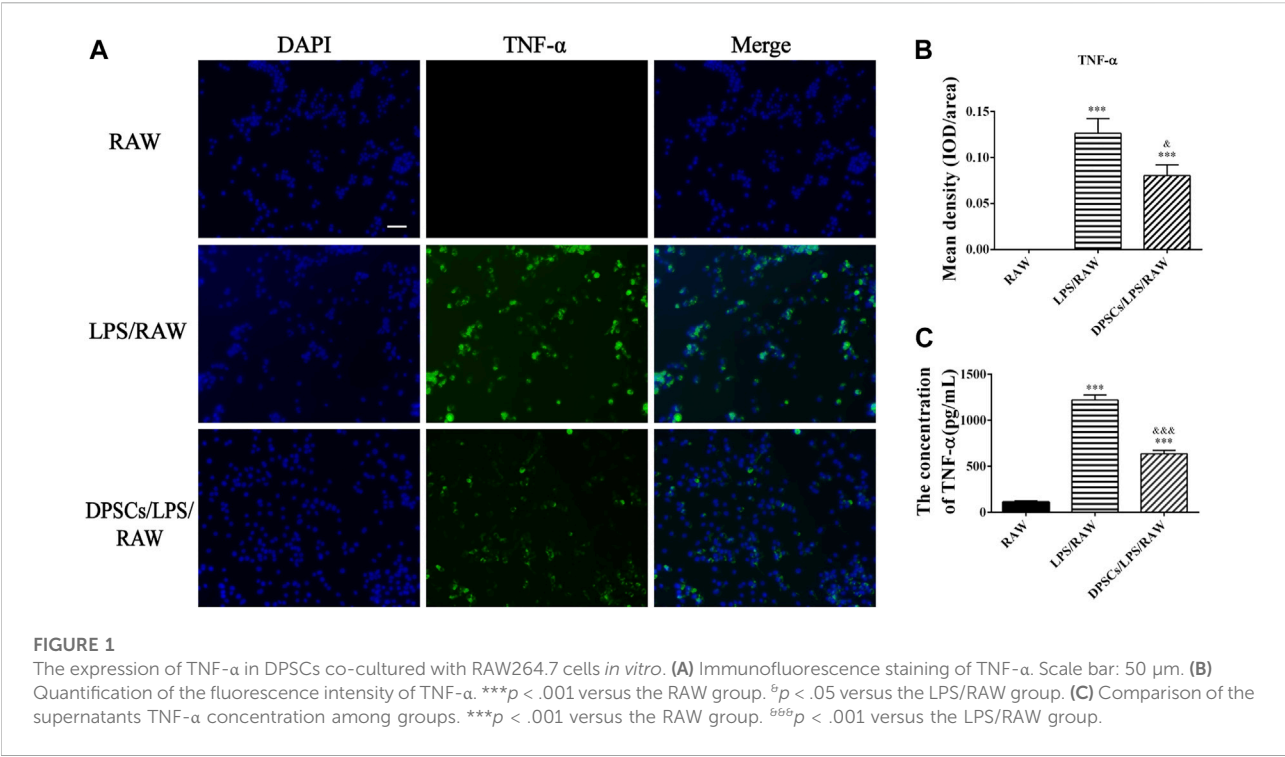 A
DAPI
TNF-α
Merge
RAW
LPS/RAW
DPSCs/LPS/
RAW
B
TNF-α
Mean density (IOD/area)
0.15
0.10
0.05
0.00
***
&
***
RAW
LPS/RAW
DPSCs/LPS/RAW
C
The concentration
of TNF-α(pg/mL)
1500
1000
500
0
***
&&&
***
RAW
LPS/RAW
DPSCs/LPS/RAW
FIGURE 1
The expression of TNF-α in DPSCs co-cultured with RAW264.7 cells in vitro. (A) Immunofluorescence staining of TNF-α. Scale bar: 50 μm. (B)
Quantification of the fluorescence intensity of TNF-α. ***p < .001 versus the RAW group. &p < .05 versus the LPS/RAW group. (C) Comparison of the
supernatants TNF-α concentration among groups. ***p < .001 versus the RAW group. &&&p < .001 versus the LPS/RAW group.